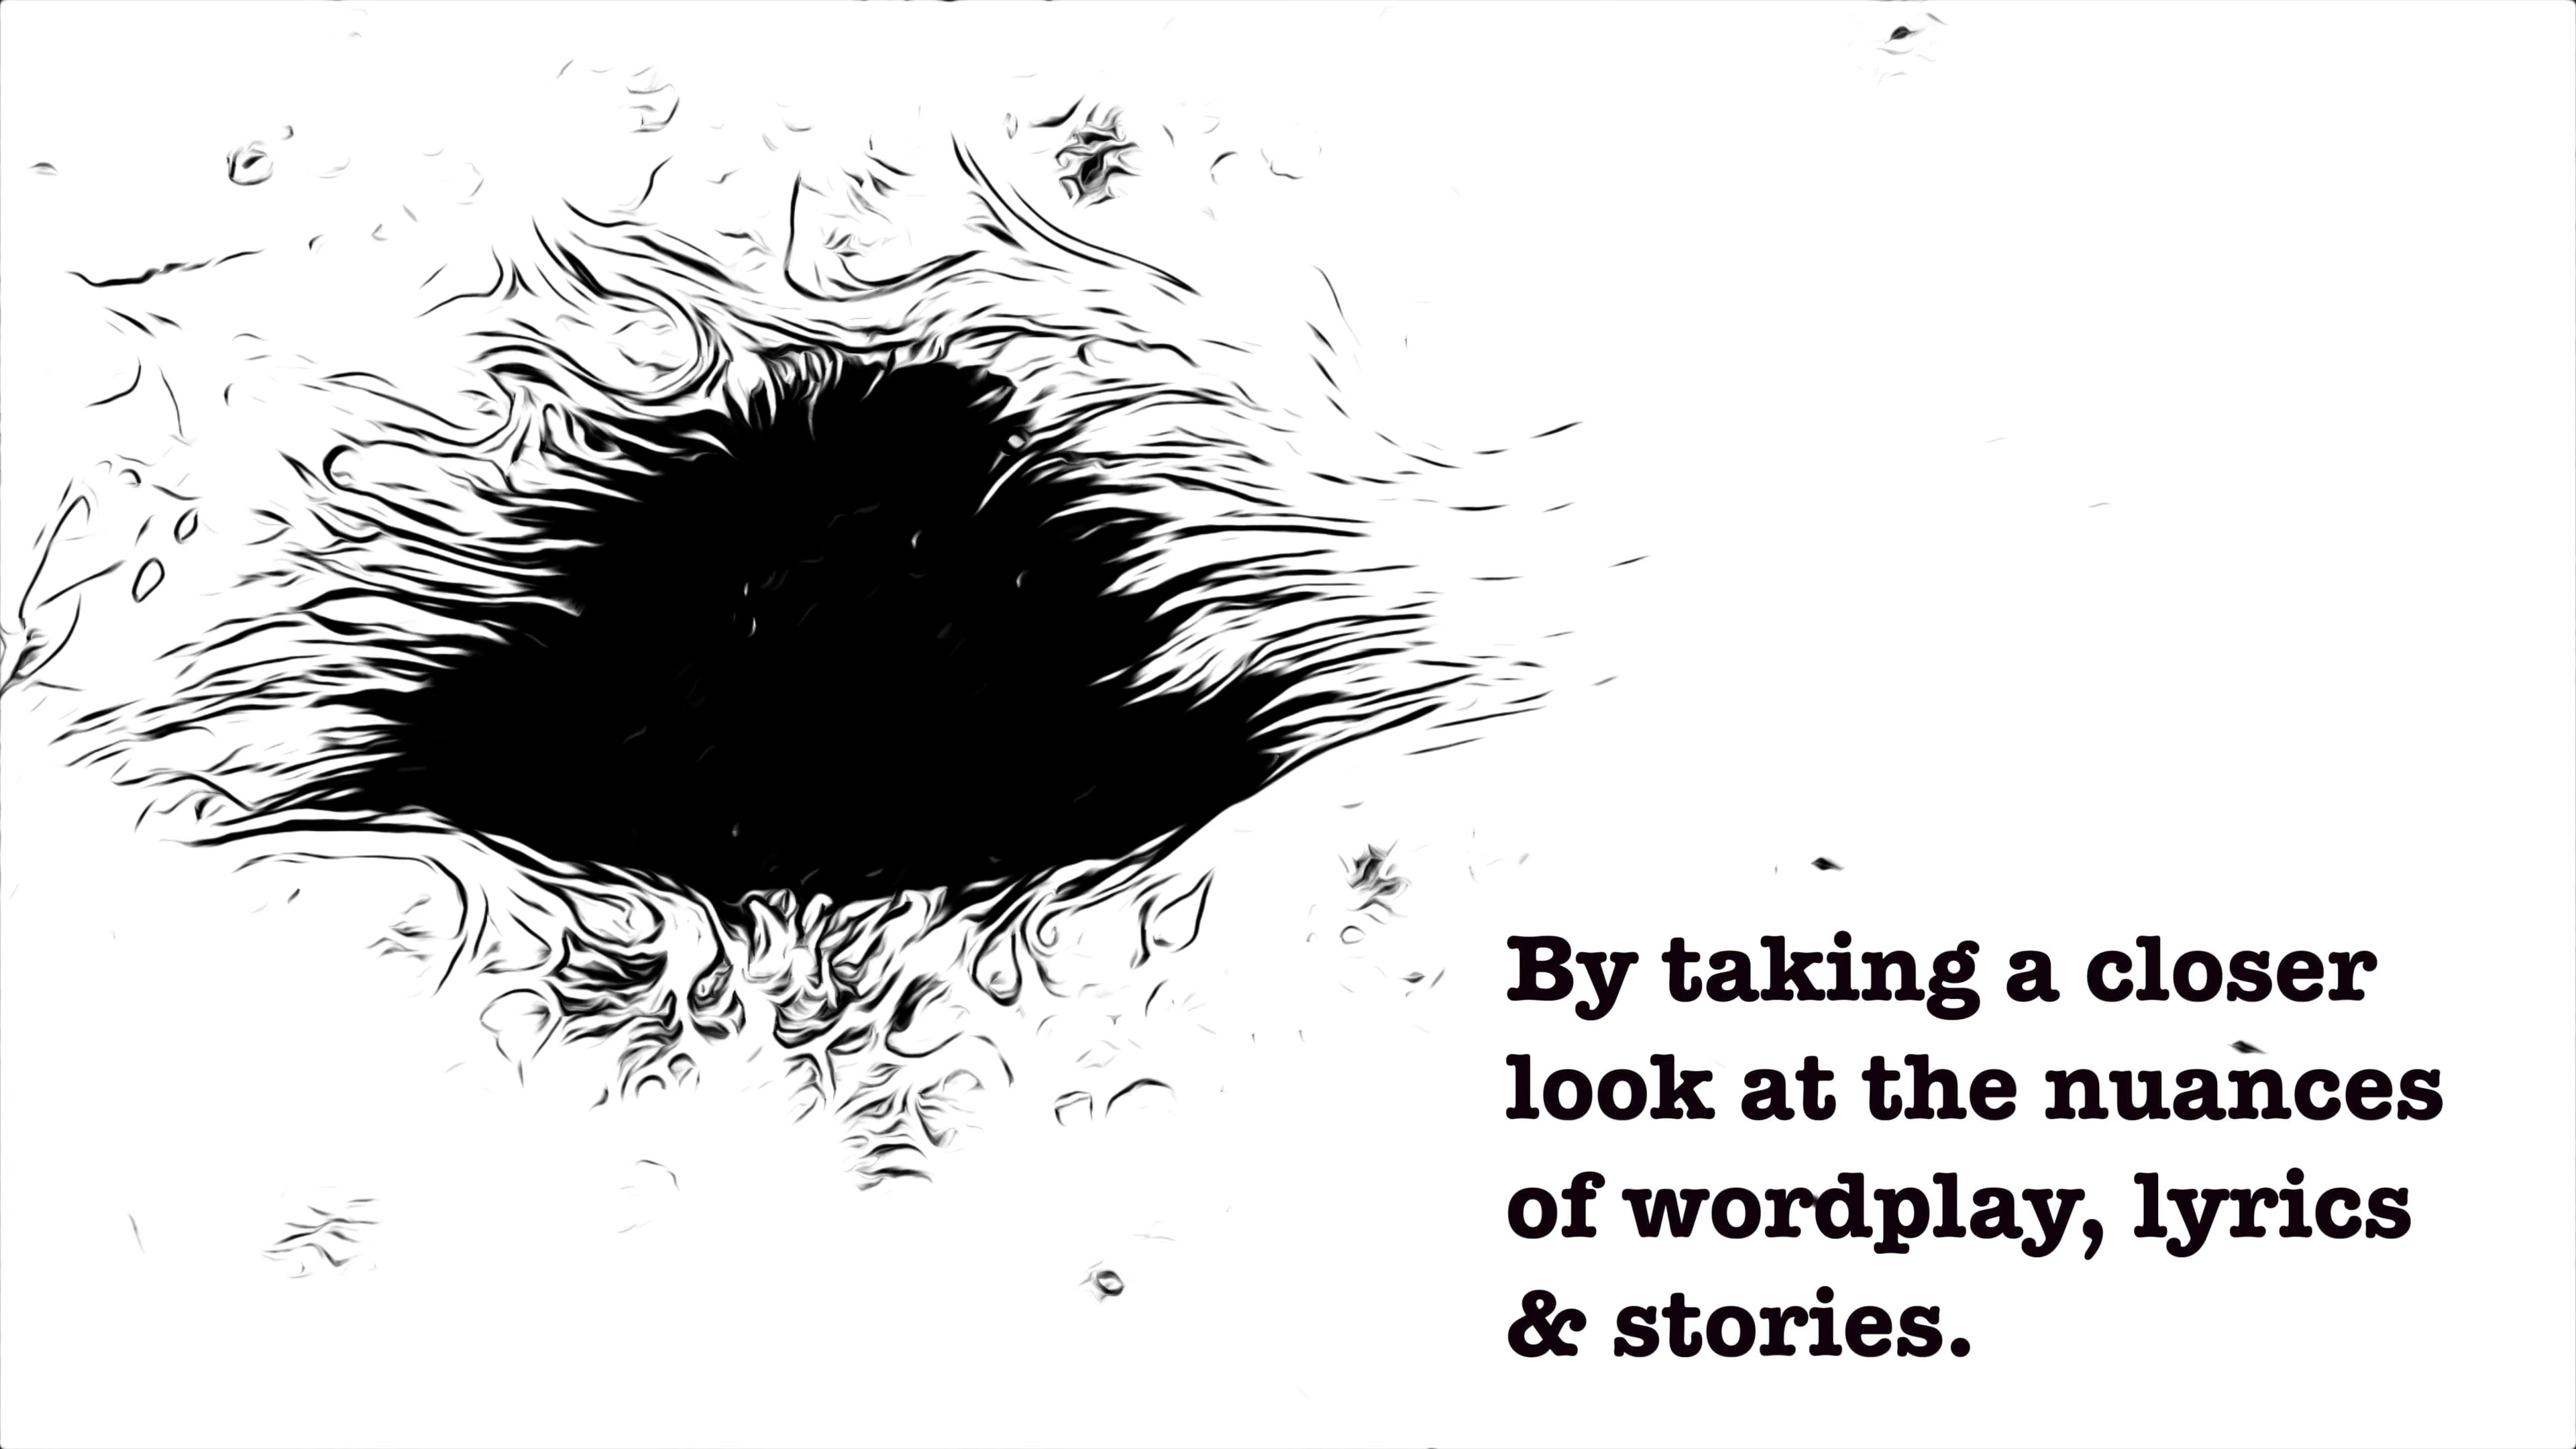 By taking a closer
look at the nuances
of wordplay, lyrics
& stories.